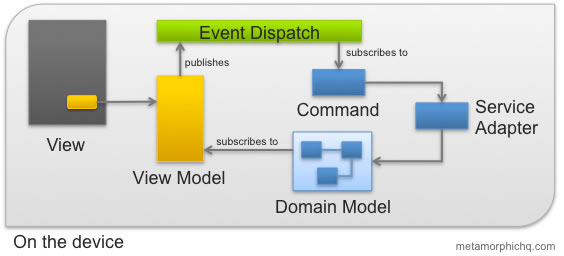 Event Dispatch
publishes
subscribes to
Command
Service
Adapter
View
subscribes to
View Model
Domain Model
On the device
metamorphichq.com